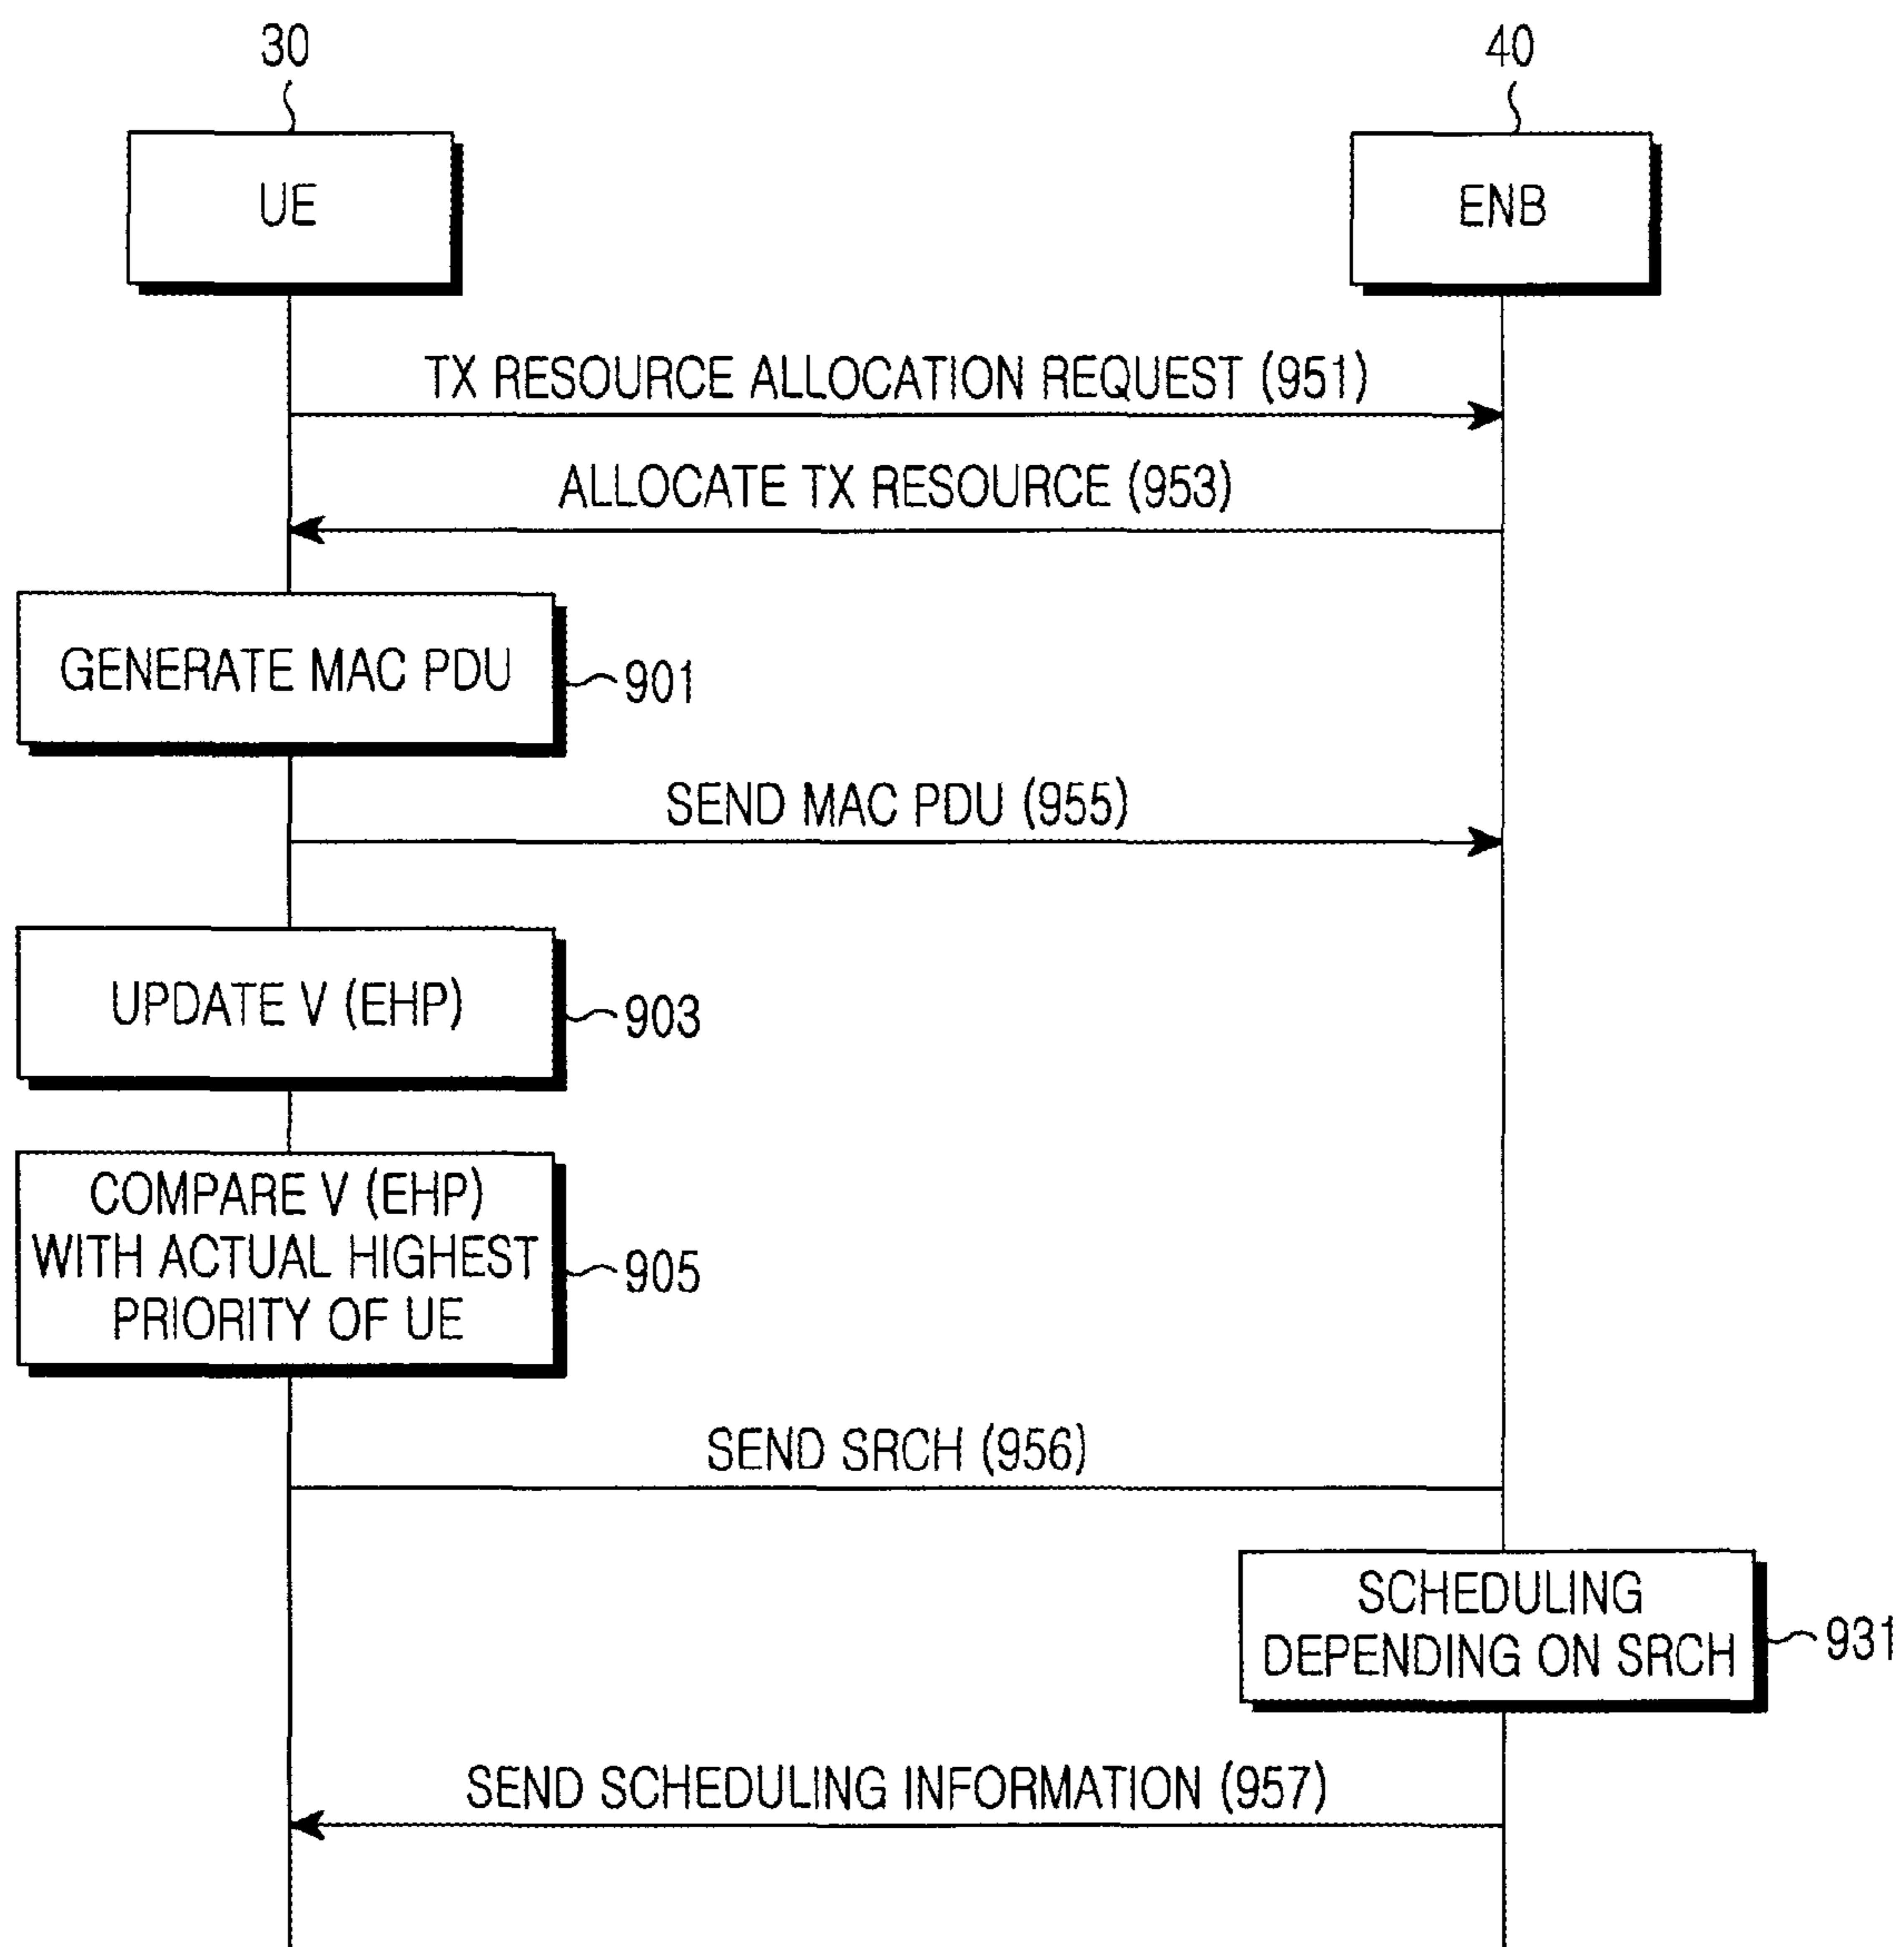 30
40
UE
ENB
TX RESOURCE ALLOCATION REQUEST (951)
ALLOCATE TX RESOURCE (953)
GENERATE MAC PDU
901
SEND MAC PDU (955)
UPDATE V (EHP)
903
COMPARE V (EHP)
WITH ACTUAL HIGHEST
PRIORITY OF UE
905
SEND SRCH (956)
SCHEDULING
DEPENDING ON SRCH
931
SEND SCHEDULING INFORMATION (957)